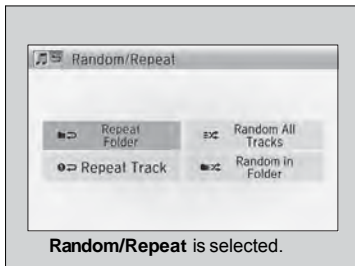 Random/Repeat
Repeat
Folder
Random All
Tracks
Repeat Track
Random in
Folder
Random/Repeat is selected.